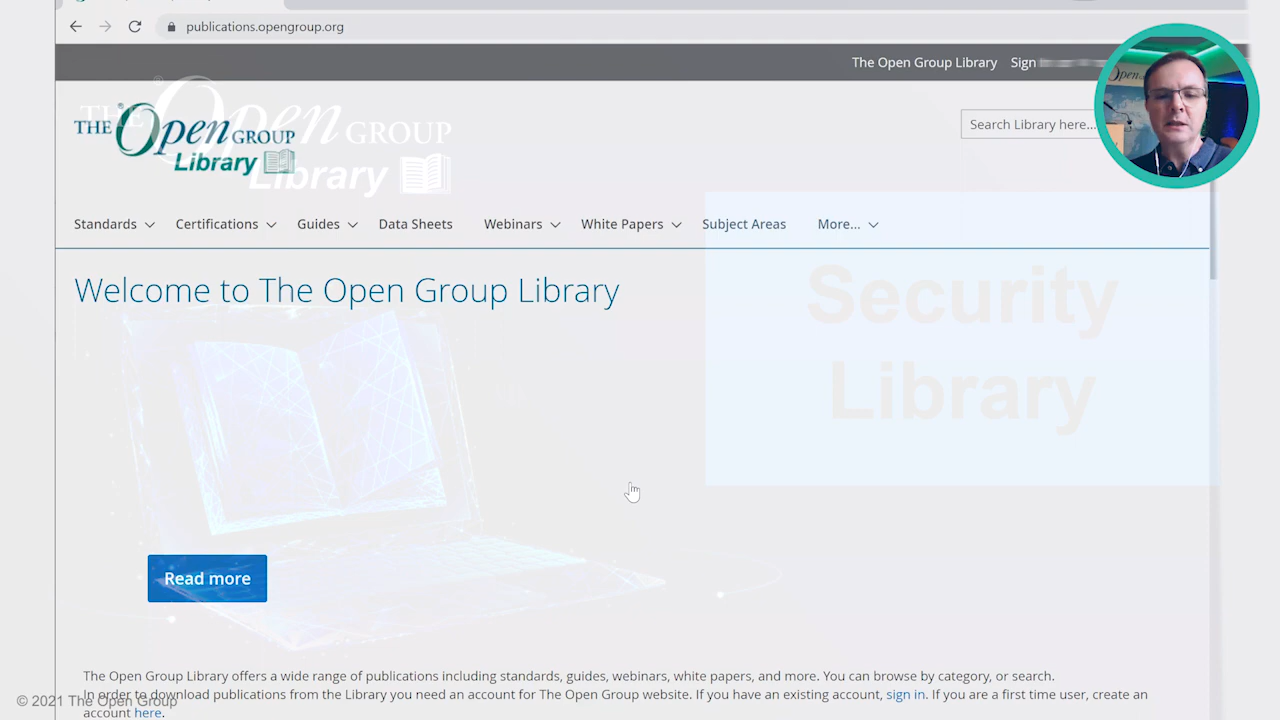 publications.opengroup.org
The Open Group Library Sign
THE Open GROUP
Library
THE Open GROUP
Library
Search Library here...
Open
Standards Certifications Guides Data Sheets Webinars White Papers Subject Areas More...
Security
Library
Welcome to The Open Group Library
Read more
The Open Group Library offers a wide range of publications including standards, guides, webinars, white papers, and more. You can browse by category, or search.
In order to download publications from the Library you need an account for The Open Group website. If you have an existing account, sign in. If you are a first time user, create an
account here.
© 2021 The Open Group